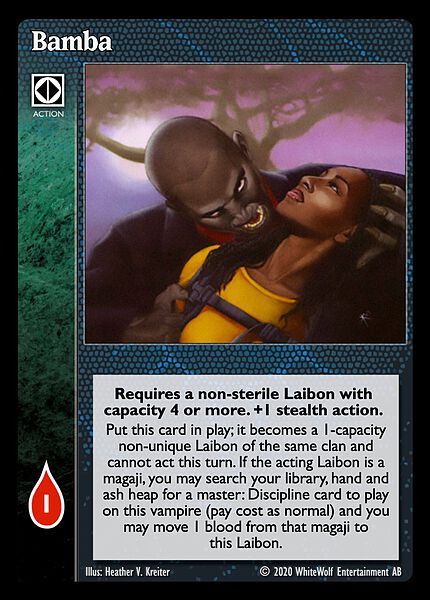 Bamba
ACTION
Requires a non-sterile Laibon with
capacity 4 or more. +1 stealth action.
Put this card in play; it becomes a 1-capacity
non-unique Laibon of the same clan and
cannot act this turn. If the acting Laibon is a
magaji, you may search your library, hand and
ash heap for a master: Discipline card to play
on this vampire (pay cost as normal) and you
may move 1 blood from that magaji to
this Laibon.
1
Illus: Heather V. Kreiter © 2020 WhiteWolf Entertainment AB